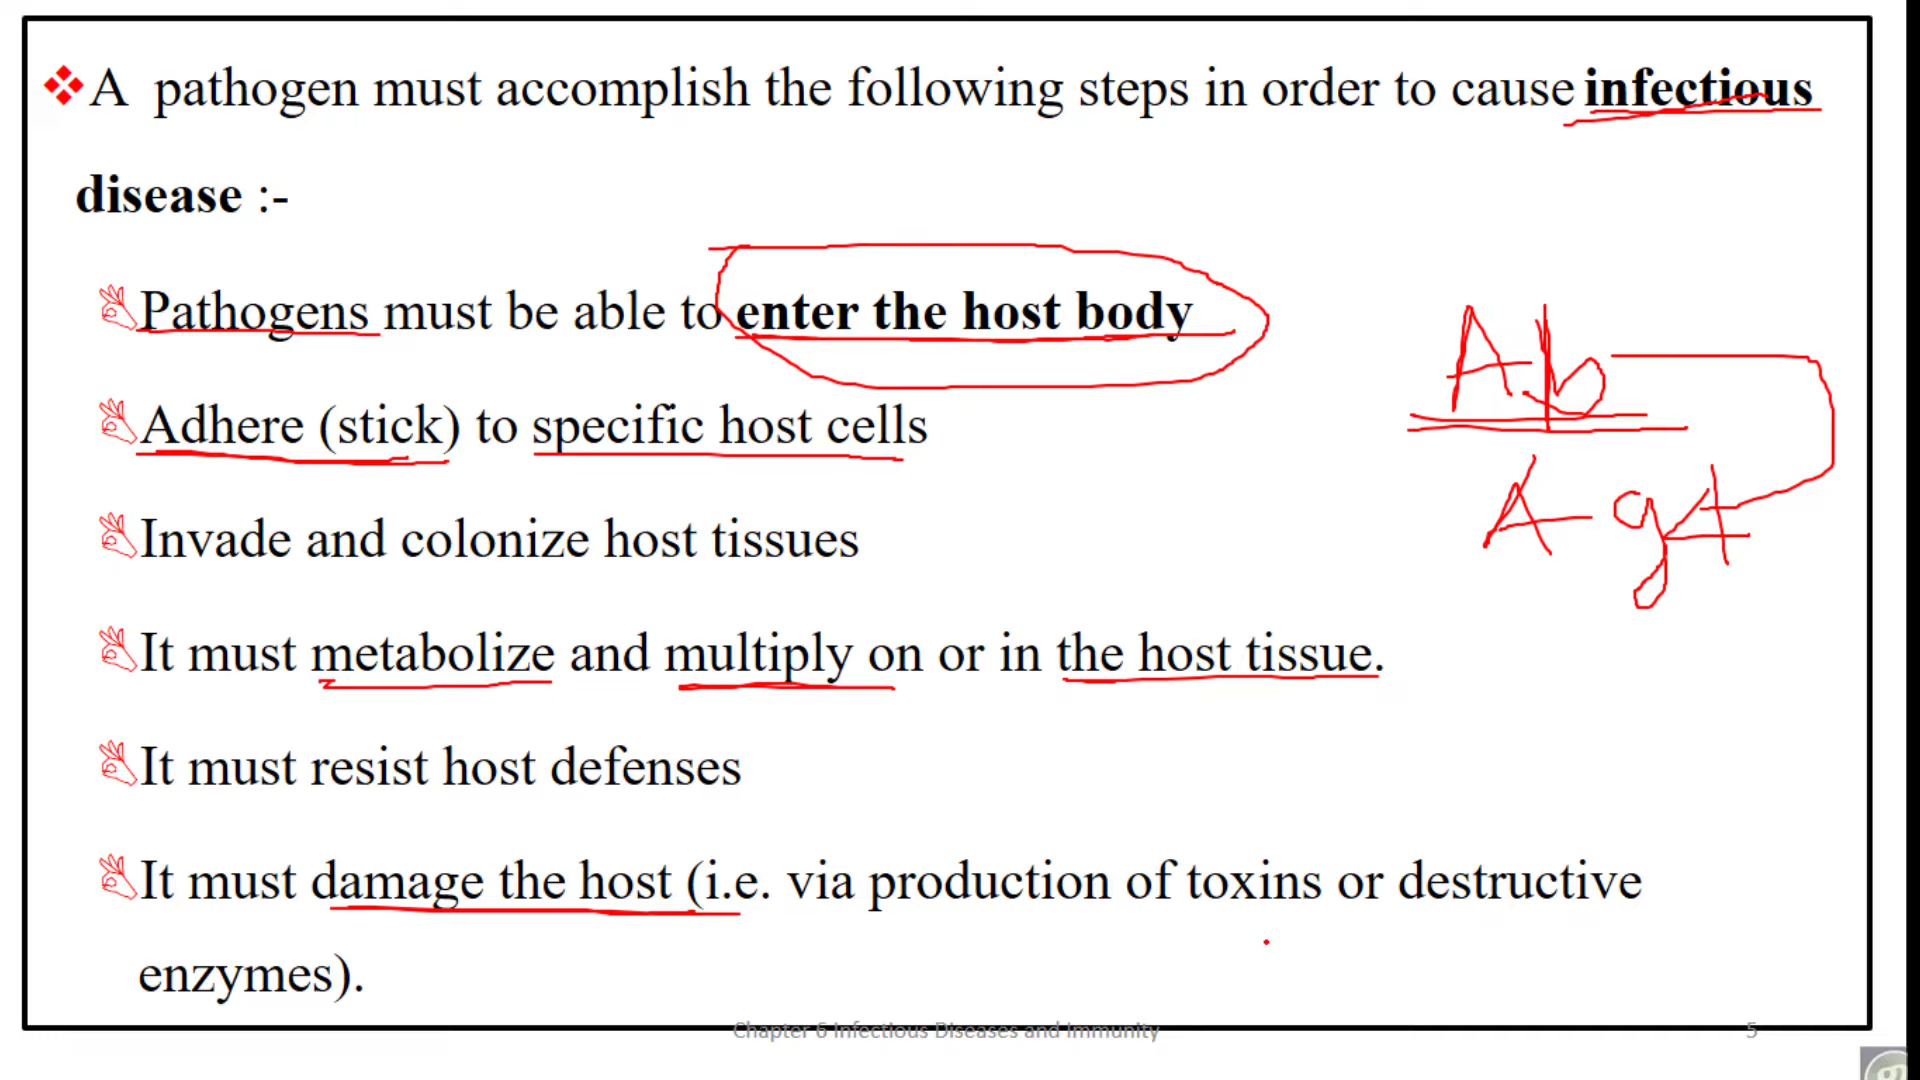 A pathogen must accomplish the following steps in order to cause infectious
disease :-
Pathogens must be able to enter the host body
Adhere (stick) to specific host cells
Invade and colonize host tissues
It must metabolize and multiply on or in the host tissue.
It must resist host defenses
It must damage the host (i.e. via production of toxins or destructive
enzymes).
Ab
Chapter 6 Infectious Diseases and Immunity
5